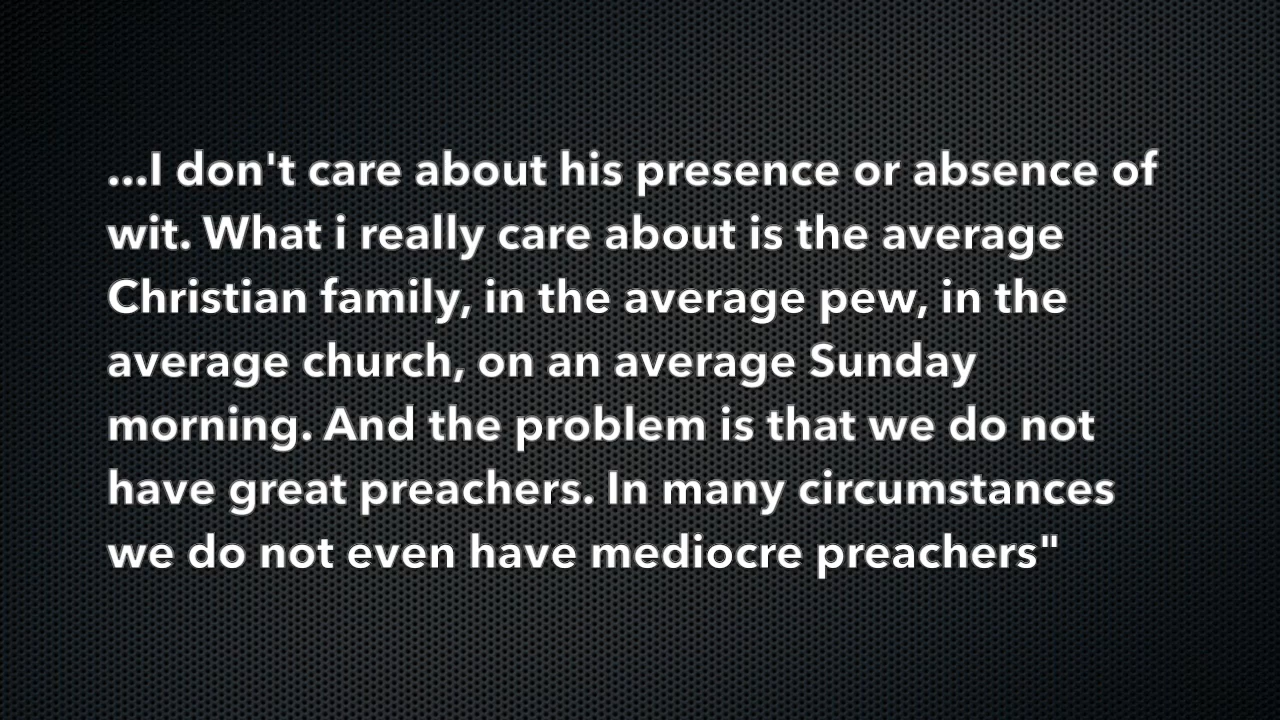 ...I don't care about his presence or absence of
wit. What i really care about is the average
Christian family, in the average pew, in the
average church, on an average Sunday
morning. And the problem is that we do not
have great preachers. In many circumstances
we do not even have mediocre preachers"